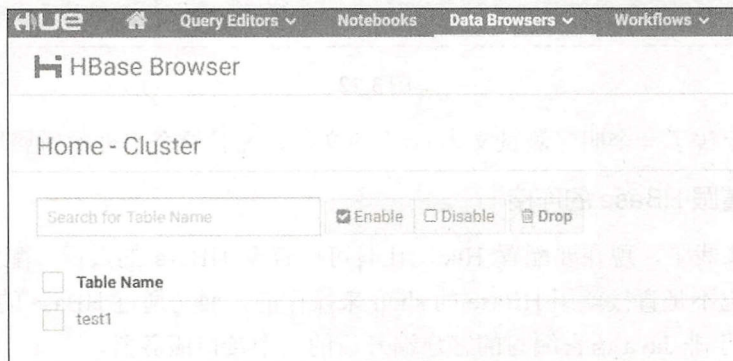 HUE Query Editors Notebooks Data Browsers Workflows
HBase Browser
Home - Cluster
Search for Table Name Enable Disable Drop
Table Name
test1